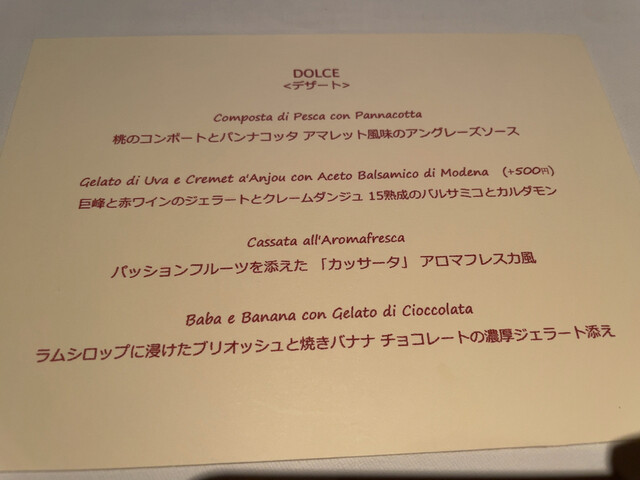 DOLCE
<デザート>
Composta di Pesca con Pannacotta
桃のコンポートとパンナコッタ アマレット風味のアングレーズソース
Gelato di Uva e Cremet a'Anjou con Aceto Balsamico di Modena (+500円)
巨峰と赤ワインのジェラートとクレームダンジュ 15熟成のバルサミコとカルダモン
Cassata all'Aromafresca
パッションフルーツを添えた 「カッサータ」 アロマフレスカ風
Baba e Banana con Gelato di Cioccolata
ラムシロップに浸けたブリオッシュと焼きバナナ チョコレートの濃厚ジェラート添え